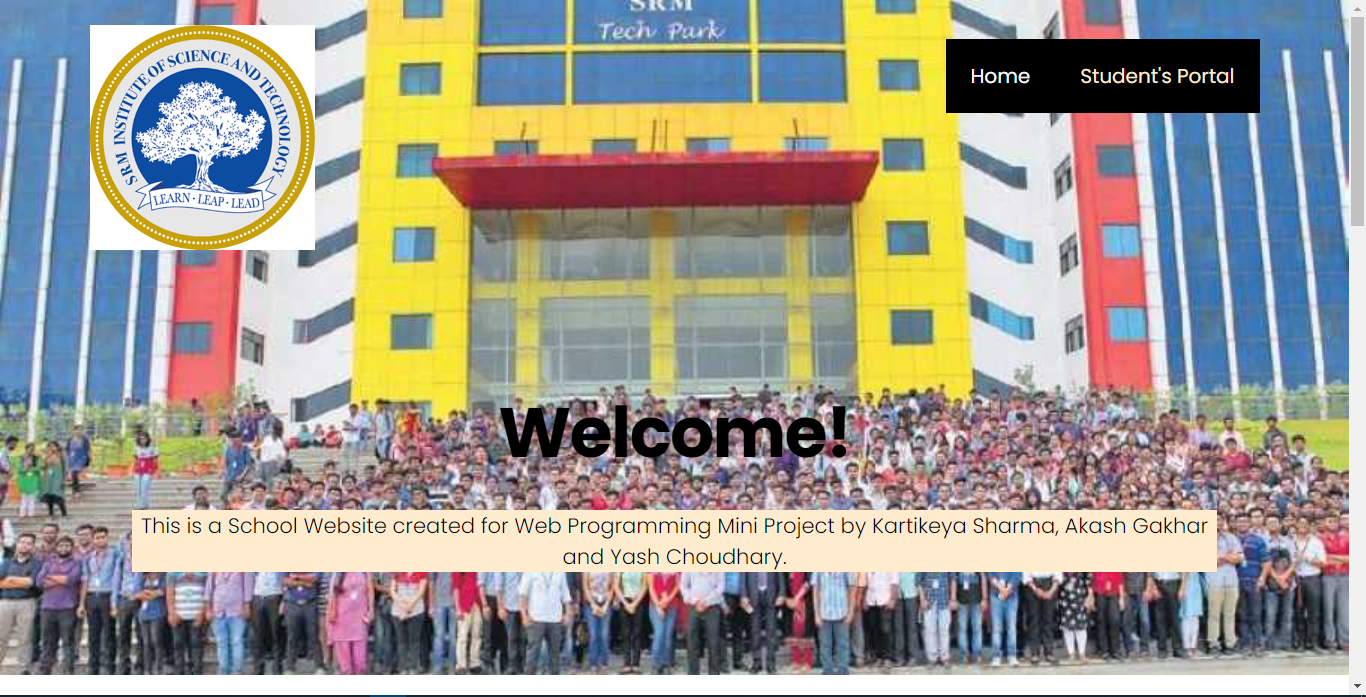 SRM
Tech Park
SRM INSTITUTE OF SCIENCE AND TECHNOLOGY
LEARN · LEAP · LEAD
Home Student's Portal
Welcome!
This is a School Website created for Web Programming Mini Project by Kartikeya Sharma, Akash Gakhar
and Yash Choudhary.